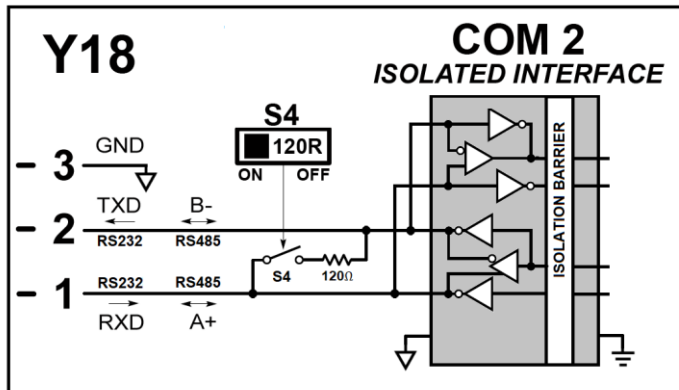 Y18
COM 2
ISOLATED INTERFACE
S4
120R
ON OFF
- 3 GND
TXD B-
- 2
RS232 RS485
S4 120Ω
RS232 RS485
- 1
RXD A+
ISOLATION BARRIER